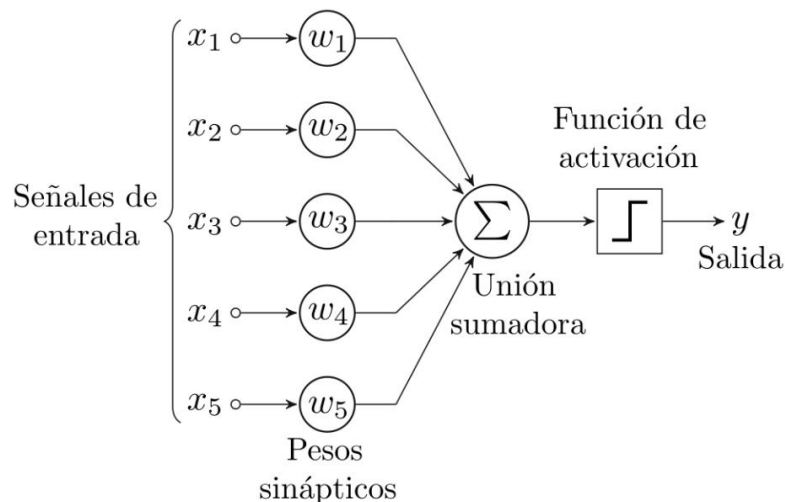 x1
w1
x2
w2
Función de
activación
Señales de
entrada
x3
w3
Σ
y
Salida
Unión
sumadora
x4
w4
x5
w5
Pesos
sinápticos